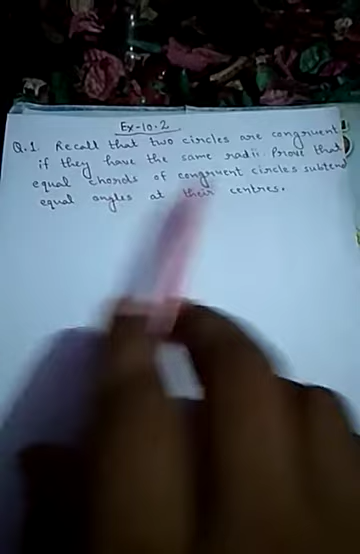 Ex-10.2
Q.1. Recall that two circles are congruent
if they have the same radii. Prove that
equal chords of congruent circles subtend
equal angles at their centres.